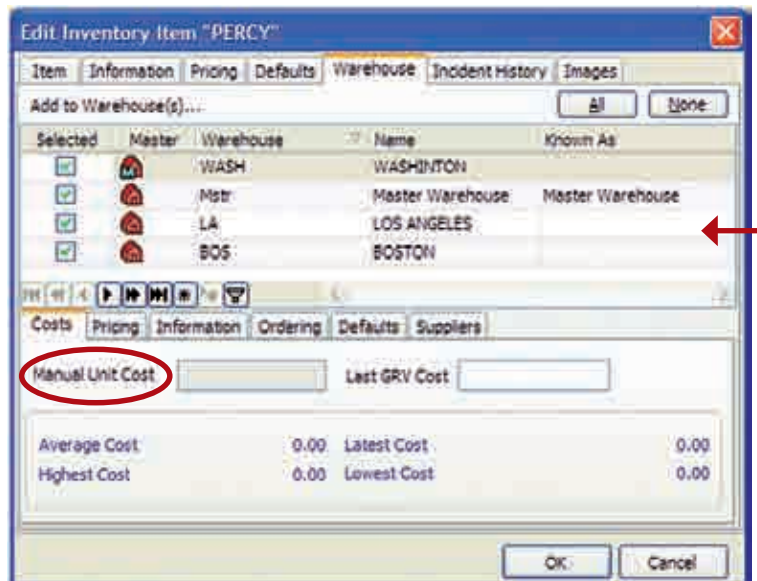 Edit Inventory Item "PERCY"
Item Information Pricing Defaults Warehouse Incident History Images
Add to Warehouse(s)... All None
Selected Master Warehouse Name Known As
WASH WASHINTON
Mstr Master Warehouse Master Warehouse
LA LOS ANGELES
BOS BOSTON
Costs Pricing Information Ordering Defaults Suppliers
Manual Unit Cost Last GRV Cost
Average Cost 0.00 Latest Cost 0.00
Highest Cost 0.00 Lowest Cost 0.00
OK Cancel